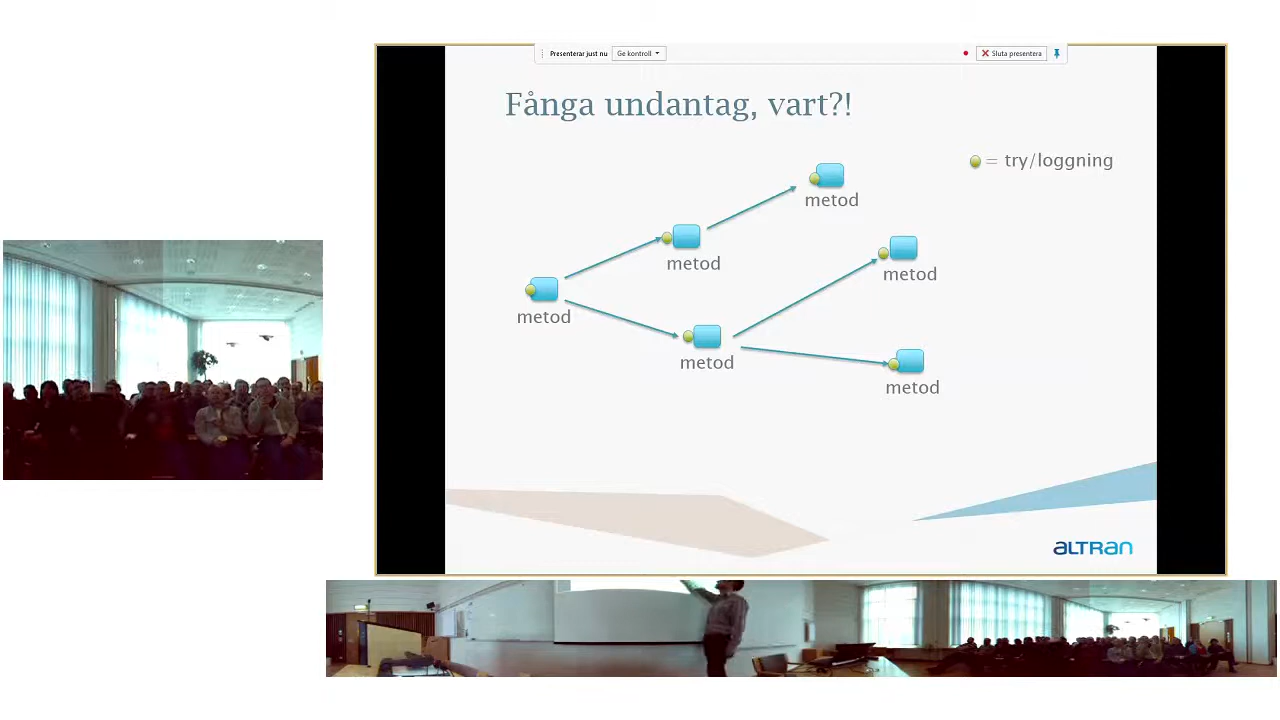 Presenterar just nu
Ge kontroll
Sluta presentera
Fånga undantag, vart?!
= try/loggning
metod
metod
metod
metod
metod
metod
ALTRAN